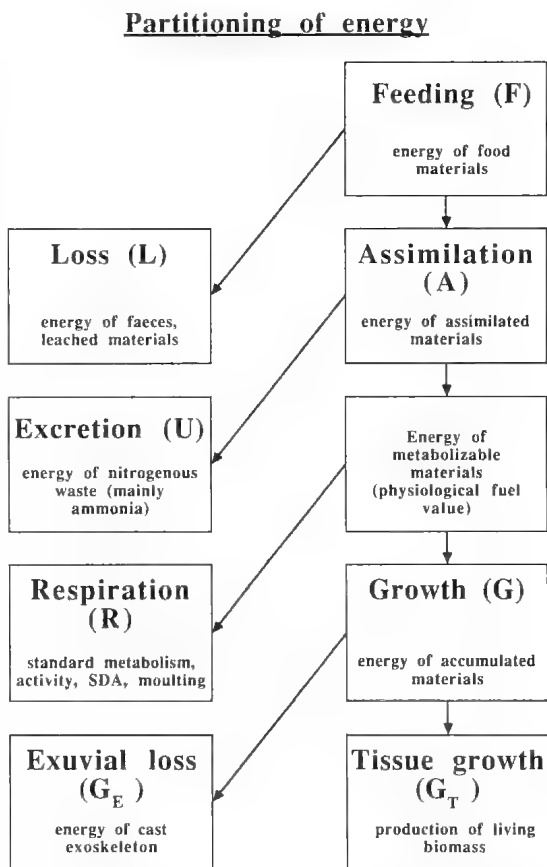 Partitioning of energy
Feeding (F)
energy of food
materials
Loss (L)
energy of faeces,
leached materials
Assimilation
(A)
energy of assimilated
materials
Excretion (U)
energy of nitrogenous
waste (mainly
ammonia)
Energy of
metabolizable
materials
(physiological fuel
value)
Respiration
(R)
standard metabolism,
activity, SDA, moulting
Growth (G)
energy of accumulated
materials
Exuvial loss
(G_E)
energy of cast
exoskeleton
Tissue growth
(G_T)
production of living
biomass